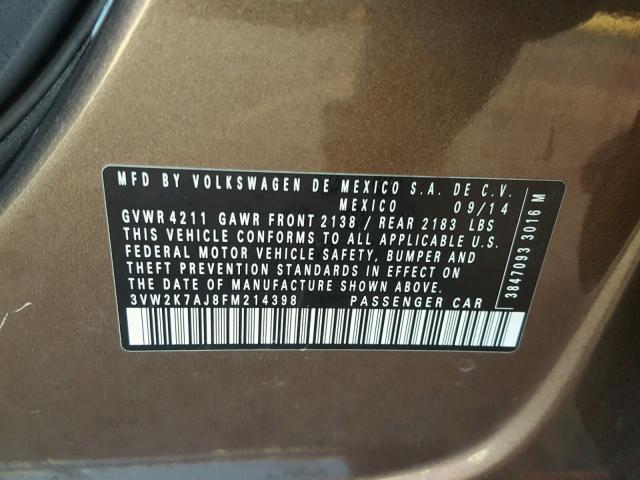 MFD BY VOLKSWAGEN DE MEXICO S.A. DE C.V.
MEXICO 09/14
GVWR 4211 GAWR FRONT 2138 / REAR 2183 LBS
THIS VEHICLE CONFORMS TO ALL APPLICABLE U.S.
FEDERAL MOTOR VEHICLE SAFETY, BUMPER AND
THEFT PREVENTION STANDARDS IN EFFECT ON
THE DATE OF MANUFACTURE SHOWN ABOVE.
3VW2K7AJ8FM214398 PASSENGER CAR
3847093 3016 M